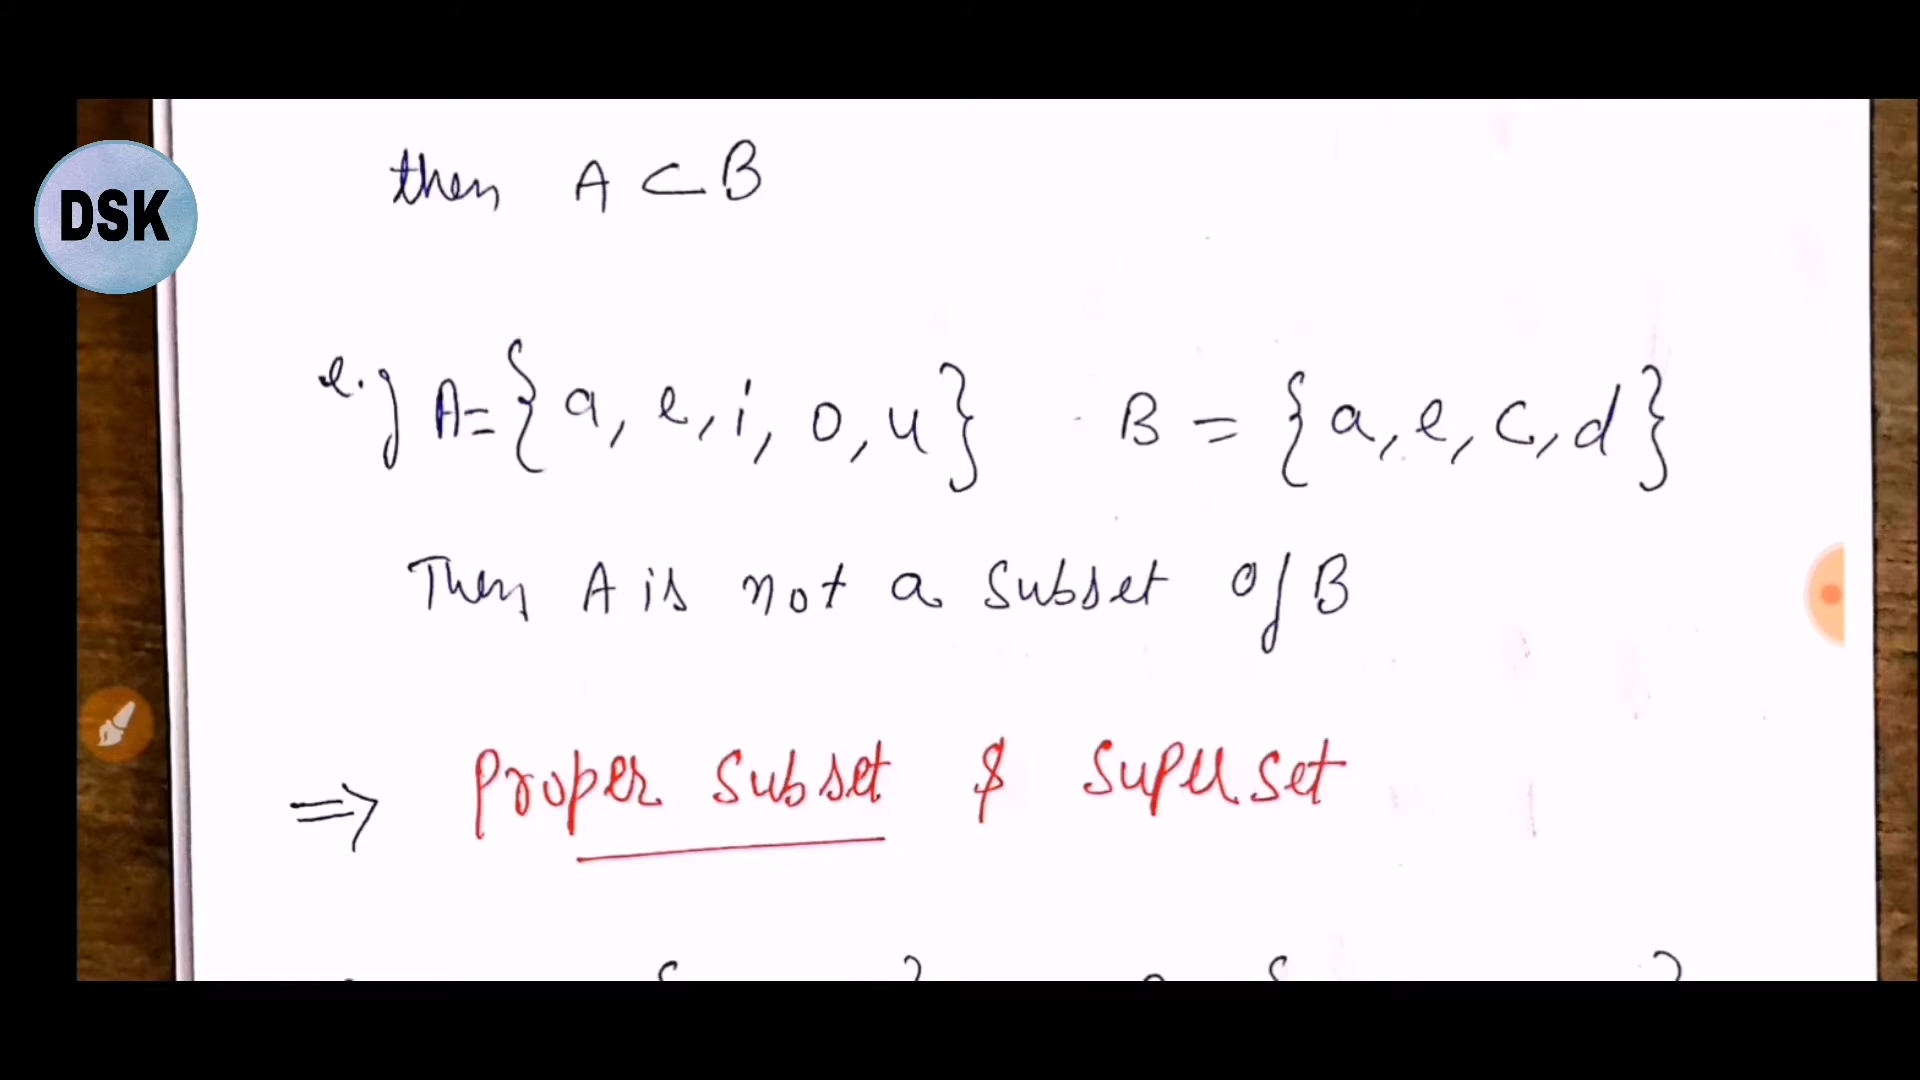 then A ⊂ B
DSK
e.g A = { a, e, i, o, u } B = { a, e, c, d }
Then A is not a subset of B
⇒ Proper subset & superset